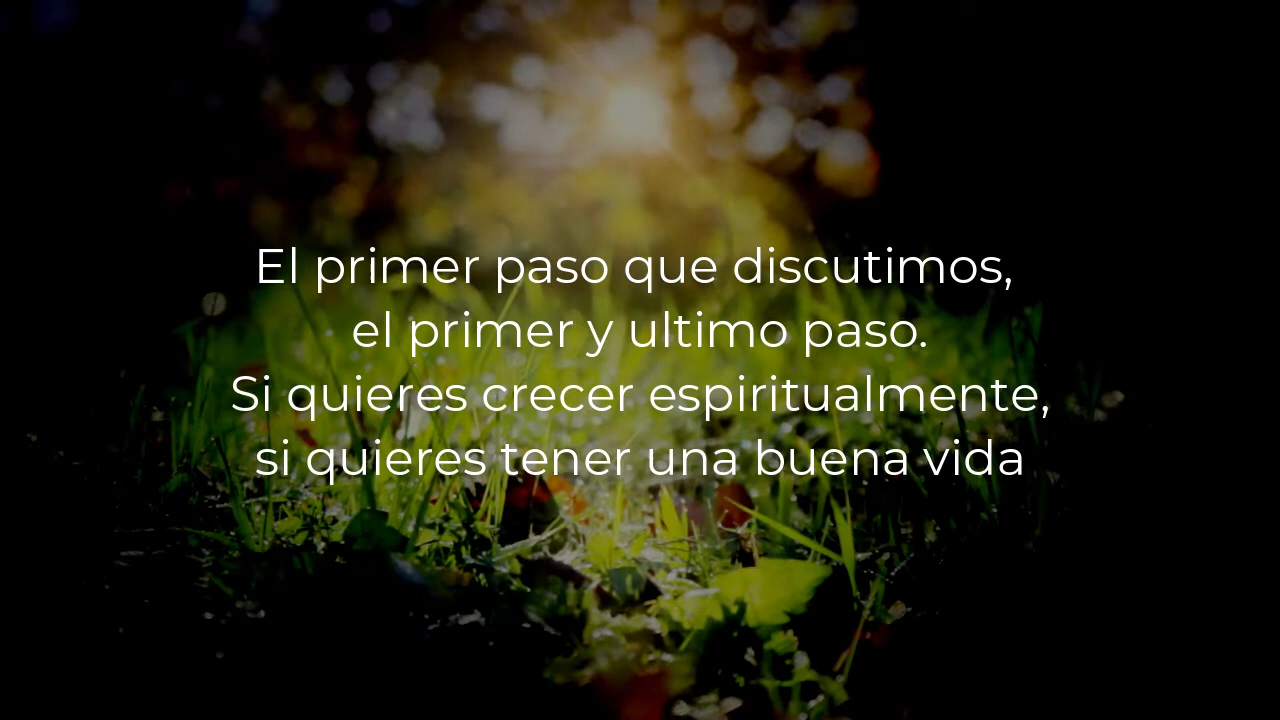 El primer paso que discutimos,
el primer y ultimo paso.
Si quieres crecer espiritualmente,
si quieres tener una buena vida